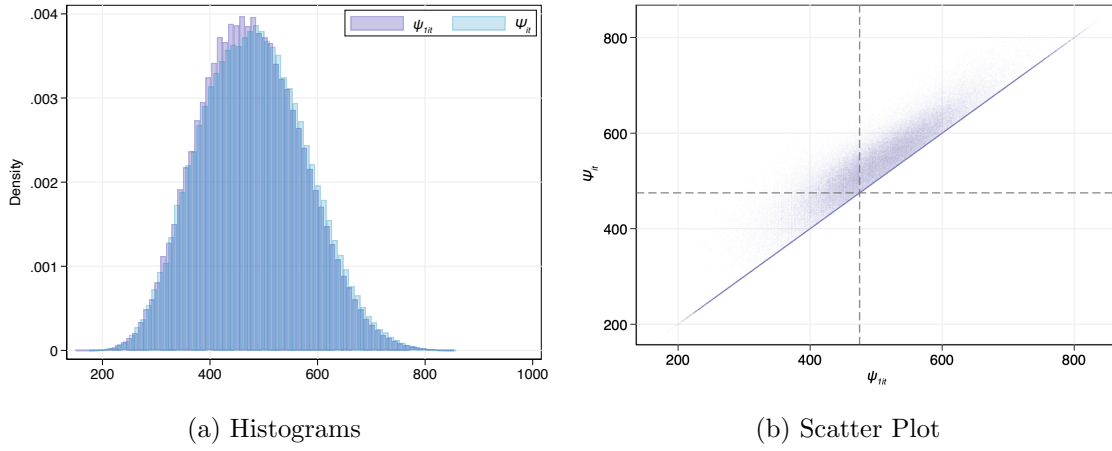 .004
.003
.002
.001
0
Density
200 400 600 800 1000
ψ1it Ψit
(a) Histograms
800
600
400
200
Ψit
200 400 600 800
ψ1it
(b) Scatter Plot